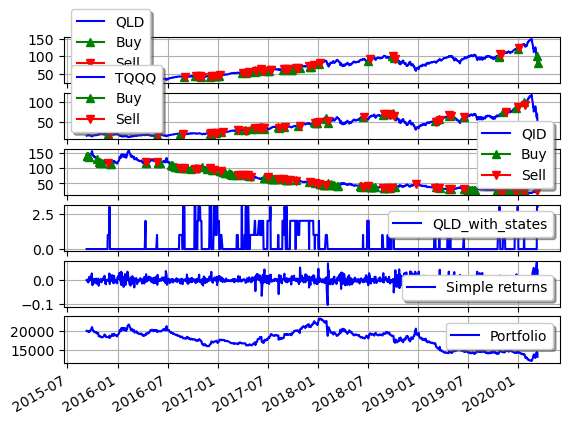 QLD
Buy
Sell
150
100
50
TQQQ
Buy
Sell
100
50
QID
Buy
Sell
150
100
50
QLD_with_states
2.5
0.0
Simple returns
0.0
−0.1
Portfolio
20000
15000
2015-07
2016-01
2016-07
2017-01
2017-07
2018-01
2018-07
2019-01
2019-07
2020-01